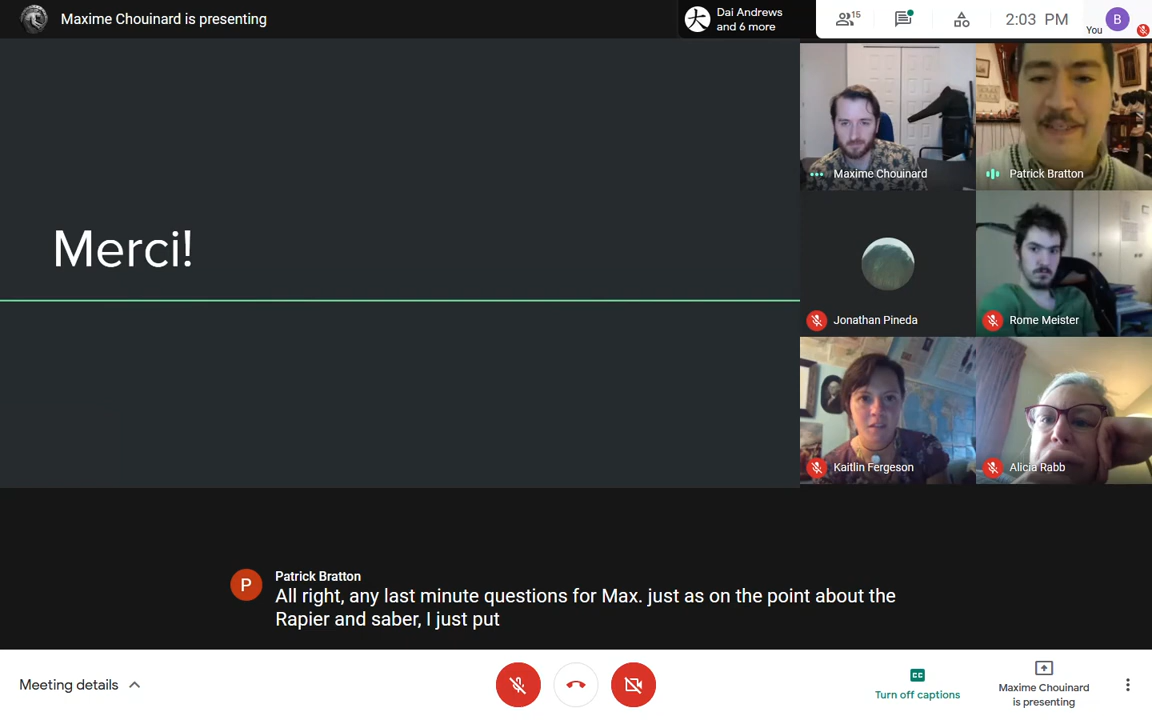 Maxime Chouinard is presenting
大
Dai Andrews
and 6 more
15
2:03 PM
You
B
Merci!
Maxime Chouinard
Patrick Bratton
Jonathan Pineda
Rome Meister
Kaitlin Fergeson
Alicia Rabb
P
Patrick Bratton
All right, any last minute questions for Max. just as on the point about the
Rapier and saber, I just put
Meeting details
CC
Turn off captions
Maxime Chouinard
is presenting